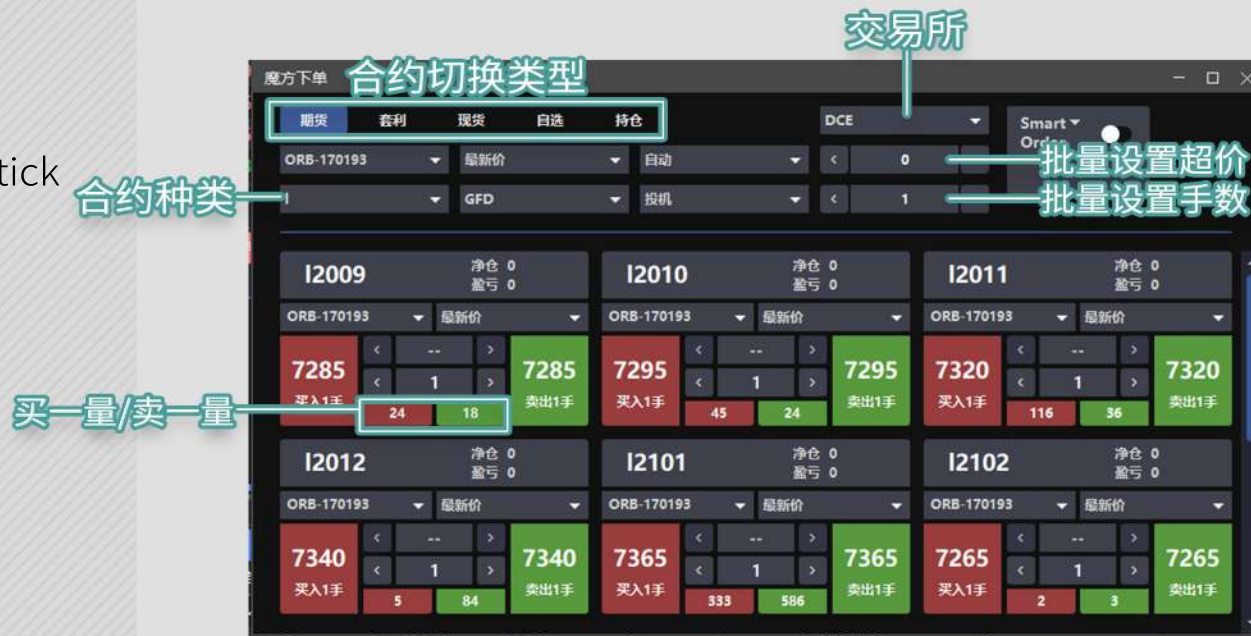 交易所
魔方下单
合约切换类型
期货 套利 现货 自选 持仓
DCE
Smart
Order
tick
ORB-170193 最新价 自动 0
批量设置超价
合约种类
l GFD 投机 1
批量设置手数
l2009 净仓 0
盈亏 0
l2010 净仓 0
盈亏 0
l2011 净仓 0
盈亏 0
ORB-170193 最新价
ORB-170193 最新价
ORB-170193 最新价
7285 -- 7285
买入1手 1 卖出1手
24 18
7295 -- 7295
买入1手 1 卖出1手
45 24
7320 -- 7320
买入1手 1 卖出1手
116 36
买一量/卖一量
l2012 净仓 0
盈亏 0
l2101 净仓 0
盈亏 0
l2102 净仓 0
盈亏 0
ORB-170193 最新价
ORB-170193 最新价
ORB-170193 最新价
7340 -- 7340
买入1手 1 卖出1手
5 84
7365 -- 7365
买入1手 1 卖出1手
333 586
7265 -- 7265
买入1手 1 卖出1手
2 3